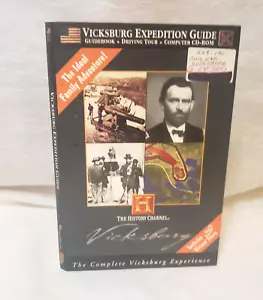 VICKSBURG EXPEDITION GUIDE
GUIDEBOOK • DRIVING TOUR • COMPUTER CD-ROM
The Ideal
Family Adventure!
VICKSBURG EXPEDITION GUIDE
H
THE HISTORY CHANNEL
Vicksburg
The Complete Vicksburg Experience